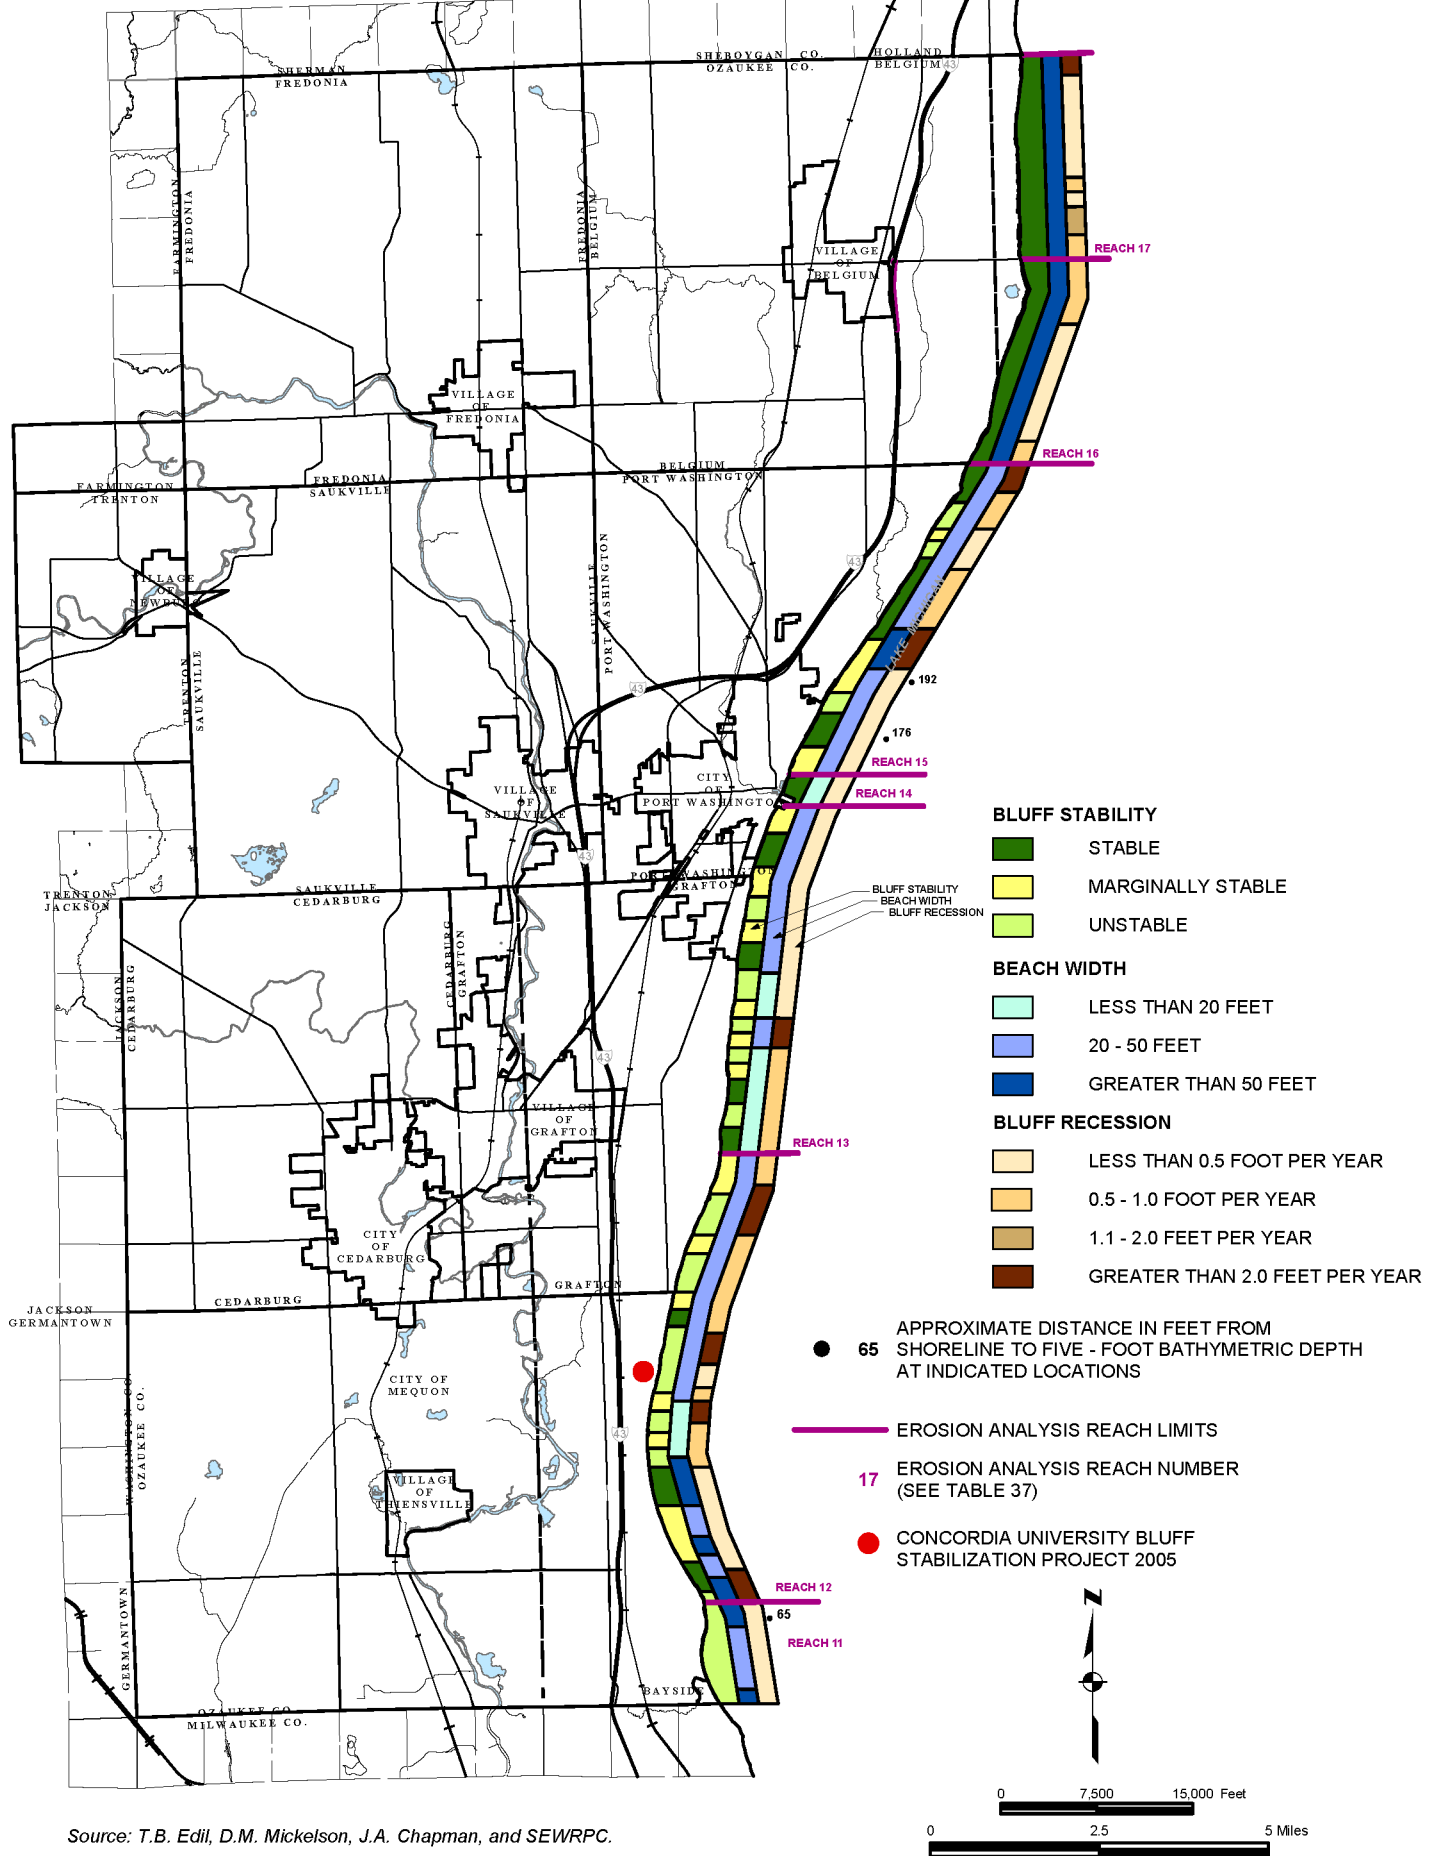 SHEBOYGAN CO.
OZAUKEE CO.
HOLLAND
BELGIUM
43
SHERMAN
FREDONIA
FARMINGTON
FREDONIA
FREDONIA
BELGIUM
VILLAGE
OF
BELGIUM
REACH 17
VILLAGE
OF
FREDONIA
REACH 16
BELGIUM
PORT WASHINGTON
FREDONIA
SAUKVILLE
FARMINGTON
TRENTON
43
VILLAGE
OF
NEWBURG
SAUKVILLE
PORT WASHINGTON
LAKE MICHIGAN
TRENTON
SAUKVILLE
43
192
176
REACH 15
CITY
OF
PORT WASHINGTON
REACH 14
VILLAGE
OF
SAUKVILLE
43
PORT WASHINGTON
GRAFTON
SAUKVILLE
CEDARBURG
TRENTON
JACKSON
BLUFF STABILITY
BEACH WIDTH
BLUFF RECESSION
BLUFF STABILITY
STABLE
MARGINALLY STABLE
UNSTABLE
BEACH WIDTH
LESS THAN 20 FEET
20 - 50 FEET
GREATER THAN 50 FEET
BLUFF RECESSION
LESS THAN 0.5 FOOT PER YEAR
0.5 - 1.0 FOOT PER YEAR
1.1 - 2.0 FEET PER YEAR
GREATER THAN 2.0 FEET PER YEAR
CEDARBURG
GRAFTON
JACKSON
CEDARBURG
43
VILLAGE
OF
GRAFTON
REACH 13
CITY
OF
CEDARBURG
GRAFTON
CEDARBURG
JACKSON
GERMANTOWN
65 APPROXIMATE DISTANCE IN FEET FROM
SHORELINE TO FIVE - FOOT BATHYMETRIC DEPTH
AT INDICATED LOCATIONS
CITY OF
MEQUON
WASHINGTON CO.
OZAUKEE CO.
43
EROSION ANALYSIS REACH LIMITS
17 EROSION ANALYSIS REACH NUMBER
(SEE TABLE 37)
VILLAGE
OF
THIENSVILLE
CONCORDIA UNIVERSITY BLUFF
STABILIZATION PROJECT 2005
REACH 12
65
REACH 11
GERMANTOWN
BAYSIDE
OZAUKEE CO.
MILWAUKEE CO.
Z
0 7,500 15,000 Feet
0 2.5 5 Miles
Source: T.B. Edil, D.M. Mickelson, J.A. Chapman, and SEWRPC.